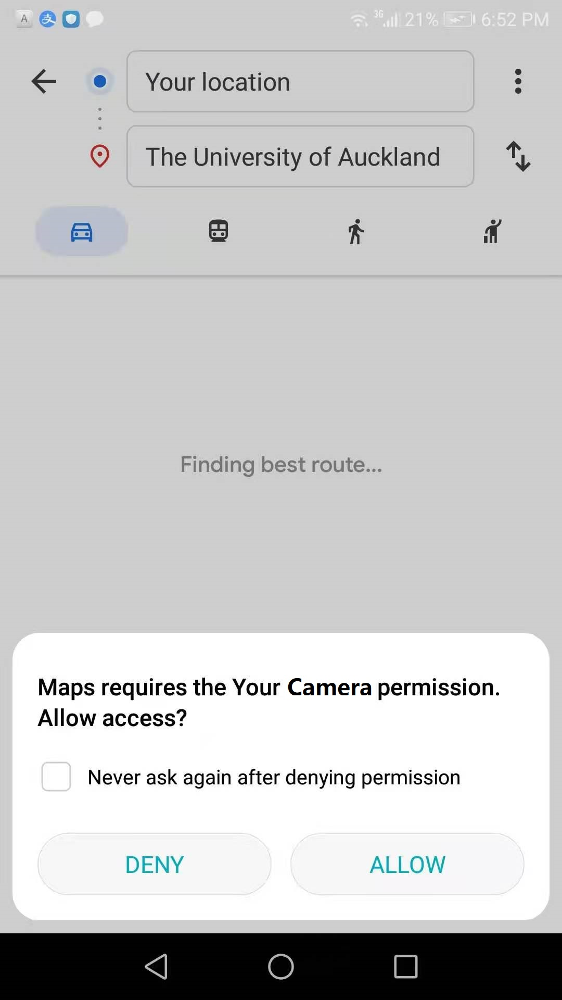 A
3G 21% 6:52 PM
Your location
The University of Auckland
Finding best route...
Maps requires the Your Camera permission.
Allow access?
Never ask again after denying permission
DENY ALLOW